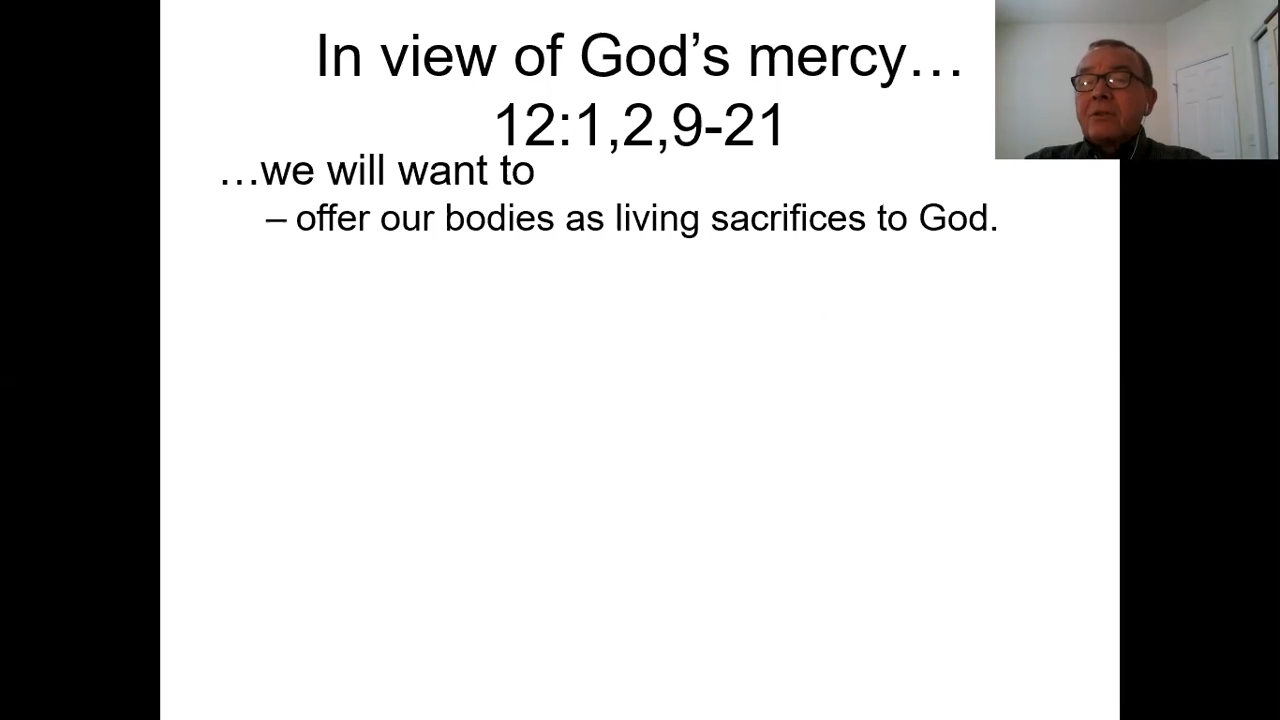 In view of God’s mercy…
12:1,2,9-21
…we will want to
– offer our bodies as living sacrifices to God.